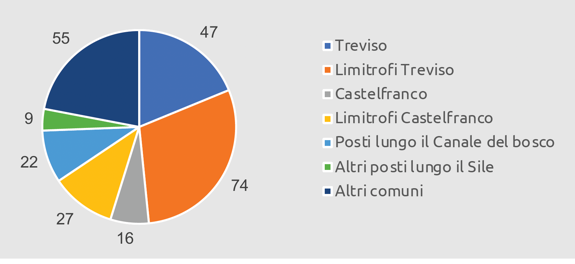 55
47
9
22
27
16
74
Treviso
Limitrofi Treviso
Castelfranco
Limitrofi Castelfranco
Posti lungo il Canale del bosco
Altri posti lungo il Sile
Altri comuni